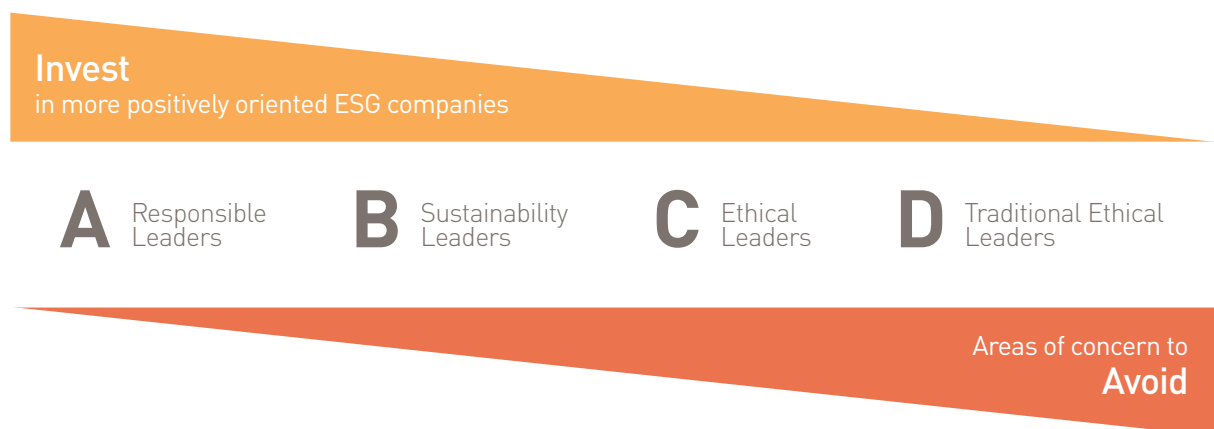 Invest
in more positively oriented ESG companies
A
Responsible
Leaders
B
Sustainability
Leaders
C
Ethical
Leaders
D
Traditional Ethical
Leaders
Areas of concern to
Avoid